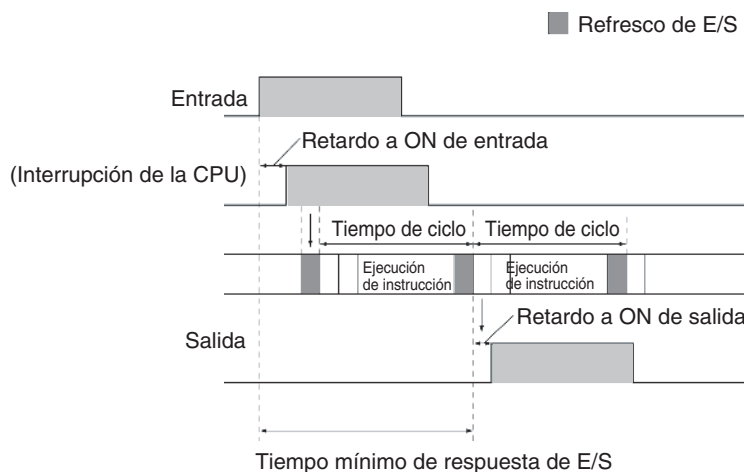 Refresco de E/S
Entrada
Retardo a ON de entrada
(Interrupción de la CPU)
Tiempo de ciclo Tiempo de ciclo
Ejecución de instrucción
Ejecución de instrucción
Retardo a ON de salida
Salida
Tiempo mínimo de respuesta de E/S